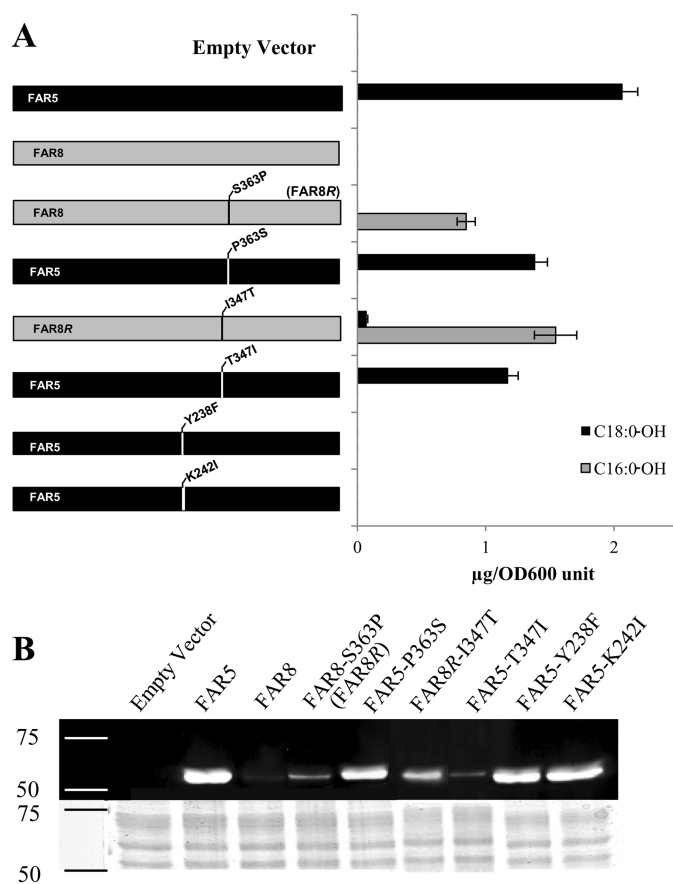 A
Empty Vector
FAR5
FAR8
S363P
(FAR8R)
FAR8
P363S
FAR5
I347T
FAR8R
T347I
FAR5
Y238F
FAR5
K242I
FAR5
C18:0-OH
C16:0-OH
0 1 2
µg/OD600 unit
B
Empty Vector
FAR5
FAR8
FAR8-S363P
(FAR8R)
FAR5-P363S
FAR8R-I347T
FAR5-T347I
FAR5-Y238F
FAR5-K242I
75
50
75
50